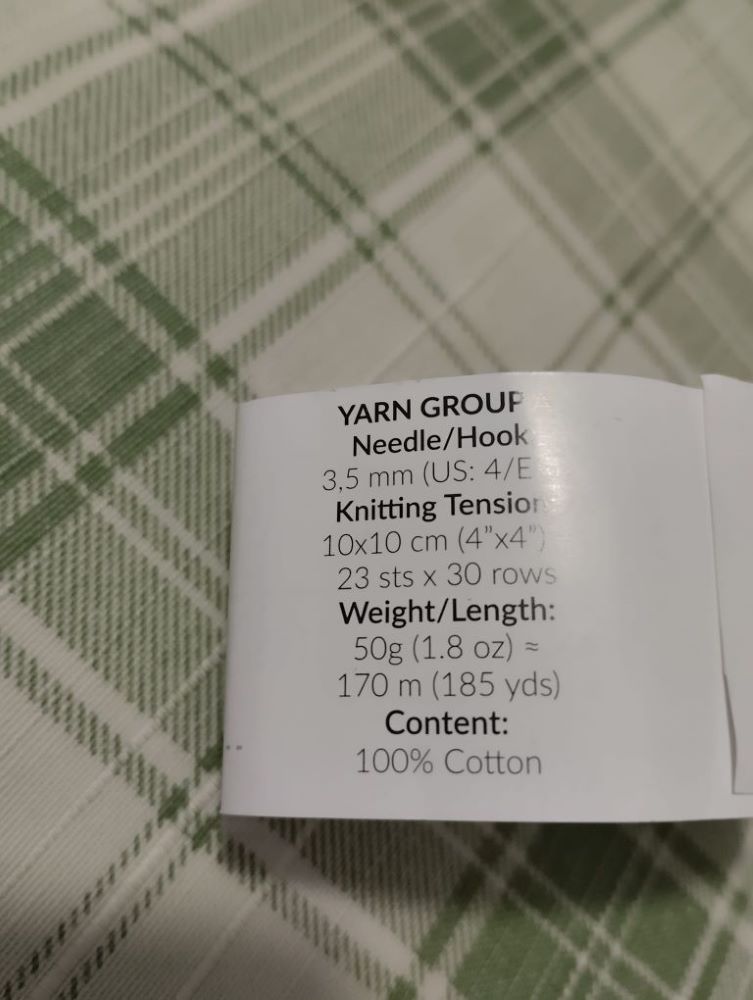 YARN GROUP A
Needle/Hook
3,5 mm (US: 4/E
Knitting Tension
10x10 cm (4”x4”)
23 sts x 30 rows
Weight/Length:
50g (1.8 oz) ≈
170 m (185 yds)
Content:
100% Cotton